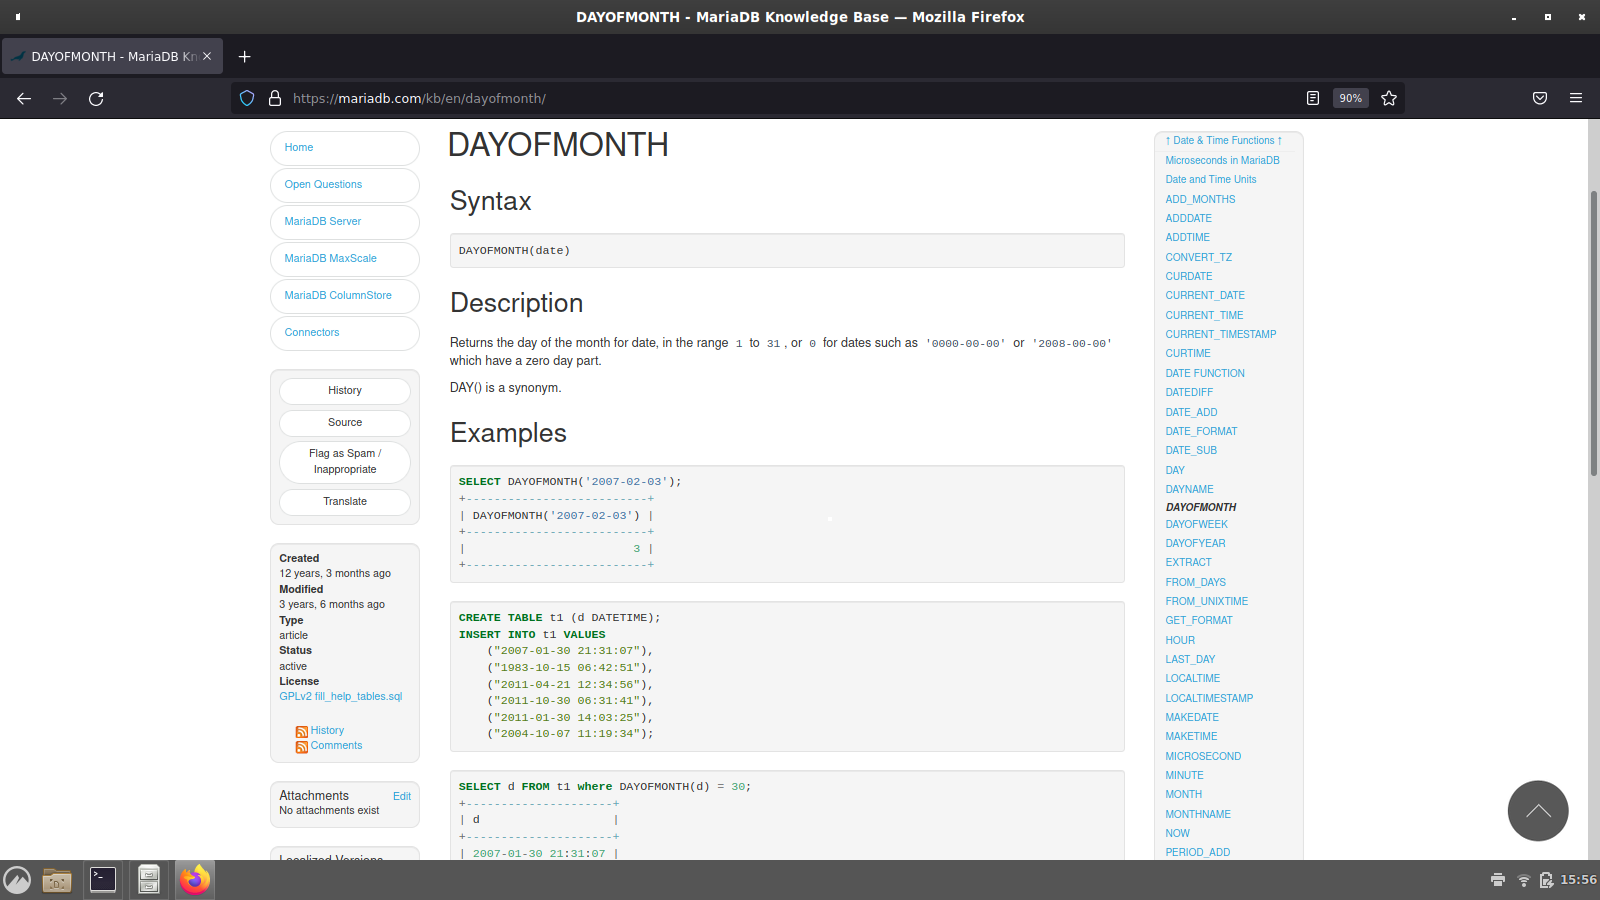 DAYOFMONTH - MariaDB Knowledge Base — Mozilla Firefox
DAYOFMONTH - MariaDB Kn
https://mariadb.com/kb/en/dayofmonth/
90%
Home
Open Questions
MariaDB Server
MariaDB MaxScale
MariaDB ColumnStore
Connectors
History
Source
Flag as Spam /
Inappropriate
Translate
Created
12 years, 3 months ago
Modified
3 years, 6 months ago
Type
article
Status
active
License
GPLv2 fill_help_tables.sql
History
Comments
Attachments Edit
No attachments exist
Localized Versions
DAYOFMONTH
Syntax
DAYOFMONTH(date)
Description
Returns the day of the month for date, in the range 1 to 31, or 0 for dates such as '0000-00-00' or '2008-00-00'
which have a zero day part.
DAY() is a synonym.
Examples
SELECT DAYOFMONTH('2007-02-03');
+--------------------------+
| DAYOFMONTH('2007-02-03') |
+--------------------------+
|                        3 |
+--------------------------+
CREATE TABLE t1 (d DATETIME);
INSERT INTO t1 VALUES
("2007-01-30 21:31:07"),
("1983-10-15 06:42:51"),
("2011-04-21 12:34:56"),
("2011-10-30 06:31:41"),
("2011-01-30 14:03:25"),
("2004-10-07 11:19:34");
SELECT d FROM t1 where DAYOFMONTH(d) = 30;
+---------------------+
| d                   |
+---------------------+
| 2007-01-30 21:31:07 |
↑ Date & Time Functions ↑
Microseconds in MariaDB
Date and Time Units
ADD_MONTHS
ADDDATE
ADDTIME
CONVERT_TZ
CURDATE
CURRENT_DATE
CURRENT_TIME
CURRENT_TIMESTAMP
CURTIME
DATE FUNCTION
DATEDIFF
DATE_ADD
DATE_FORMAT
DATE_SUB
DAY
DAYNAME
DAYOFMONTH
DAYOFWEEK
DAYOFYEAR
EXTRACT
FROM_DAYS
FROM_UNIXTIME
GET_FORMAT
HOUR
LAST_DAY
LOCALTIME
LOCALTIMESTAMP
MAKEDATE
MAKETIME
MICROSECOND
MINUTE
MONTH
MONTHNAME
NOW
PERIOD_ADD
15:56